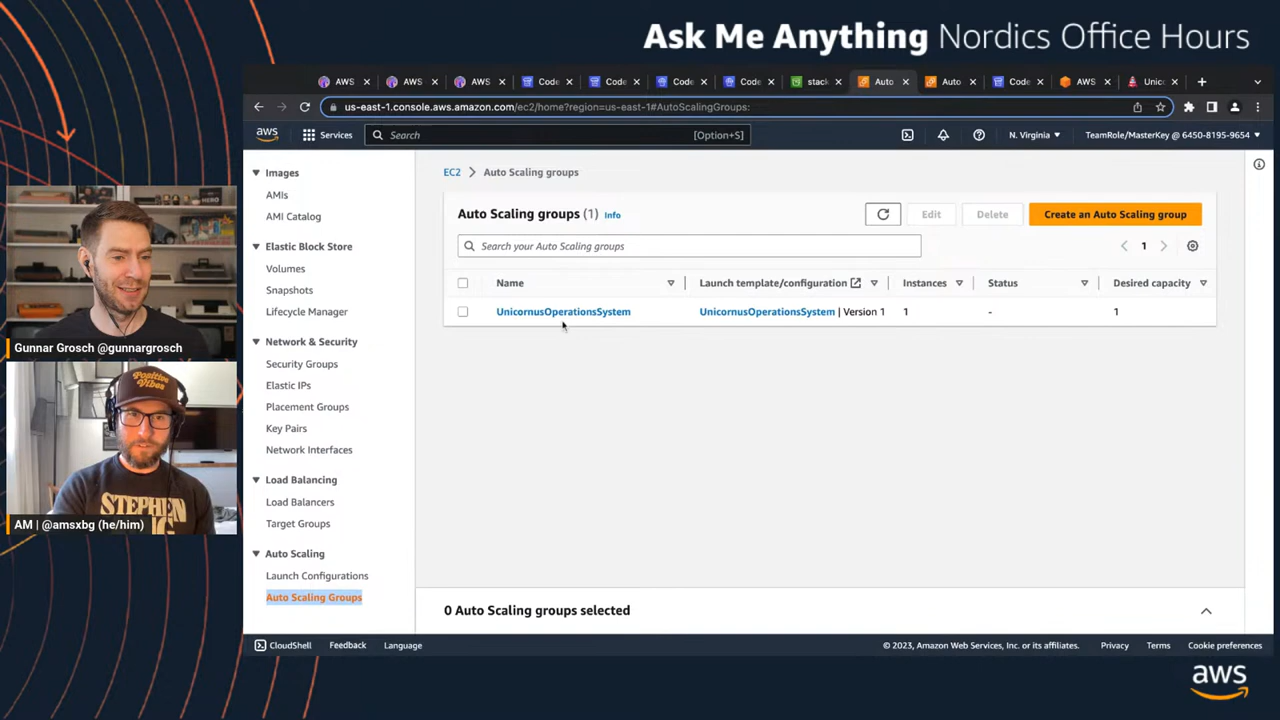 Ask Me Anything Nordics Office Hours
AWS
AWS
AWS
Code
Code
Code
Code
stack
Auto
Auto
Code
AWS
Unico
us-east-1.console.aws.amazon.com/ec2/home?region=us-east-1#AutoScalingGroups:
aws
Services
Search
[Option+S]
N. Virginia
TeamRole/MasterKey @ 6450-8195-9654
Images
AMIs
AMI Catalog
Elastic Block Store
Volumes
Snapshots
Lifecycle Manager
Network & Security
Security Groups
Elastic IPs
Placement Groups
Key Pairs
Network Interfaces
Load Balancing
Load Balancers
Target Groups
Auto Scaling
Launch Configurations
Auto Scaling Groups
EC2 > Auto Scaling groups
Auto Scaling groups (1) Info
Edit
Delete
Create an Auto Scaling group
Search your Auto Scaling groups
1
Name
Launch template/configuration
Instances
Status
Desired capacity
UnicornusOperationsSystem
UnicornusOperationsSystem | Version 1
1
-
1
0 Auto Scaling groups selected
CloudShell
Feedback
Language
© 2023, Amazon Web Services, Inc. or its affiliates.
Privacy
Terms
Cookie preferences
HERO
Gunnar Grosch @gunnargrosch
Positive
Vibes
STEPHEN
AM | @amsxbg (he/him)
aws